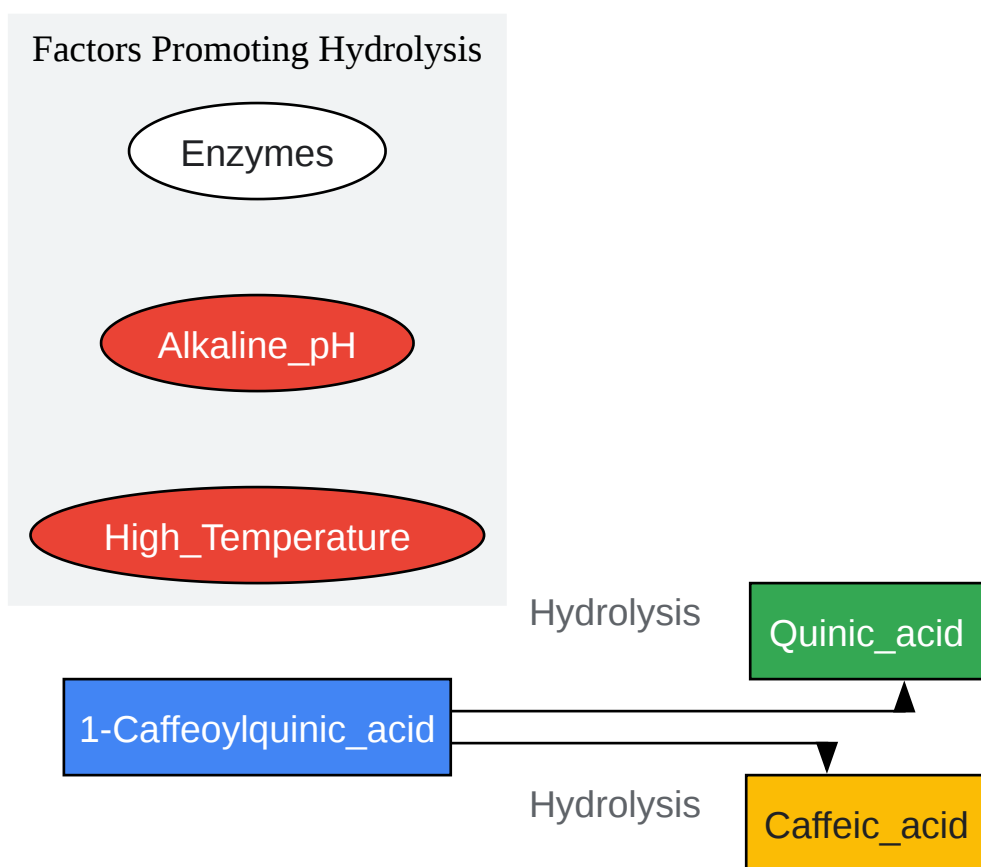 Factors Promoting Hydrolysis
Enzymes
Alkaline_pH
High_Temperature
Hydrolysis
Quinic_acid
1-Caffeoylquinic_acid
Hydrolysis
Caffeic_acid